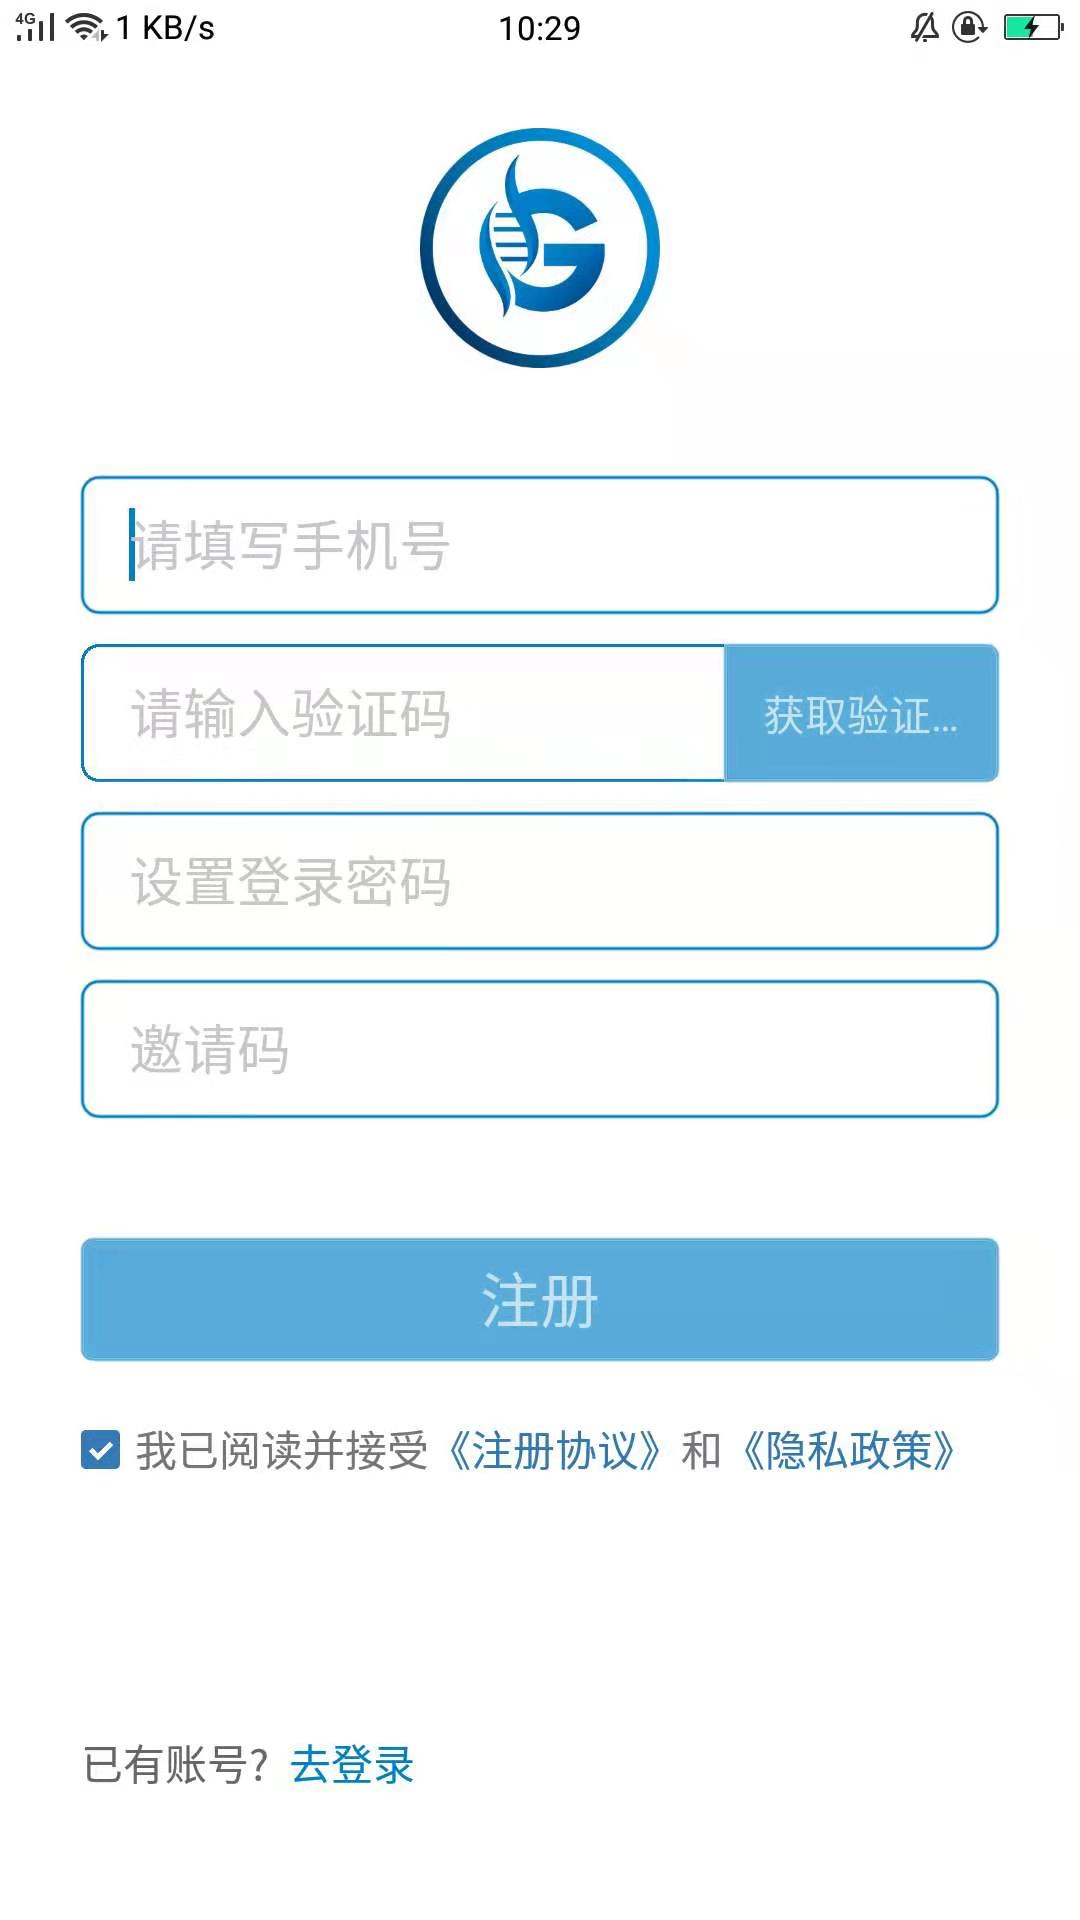 4G 1 KB/s 10:29
G
请填写手机号
请输入验证码 获取验证...
设置登录密码
邀请码
注册
我已阅读并接受《注册协议》和《隐私政策》
已有账号? 去登录